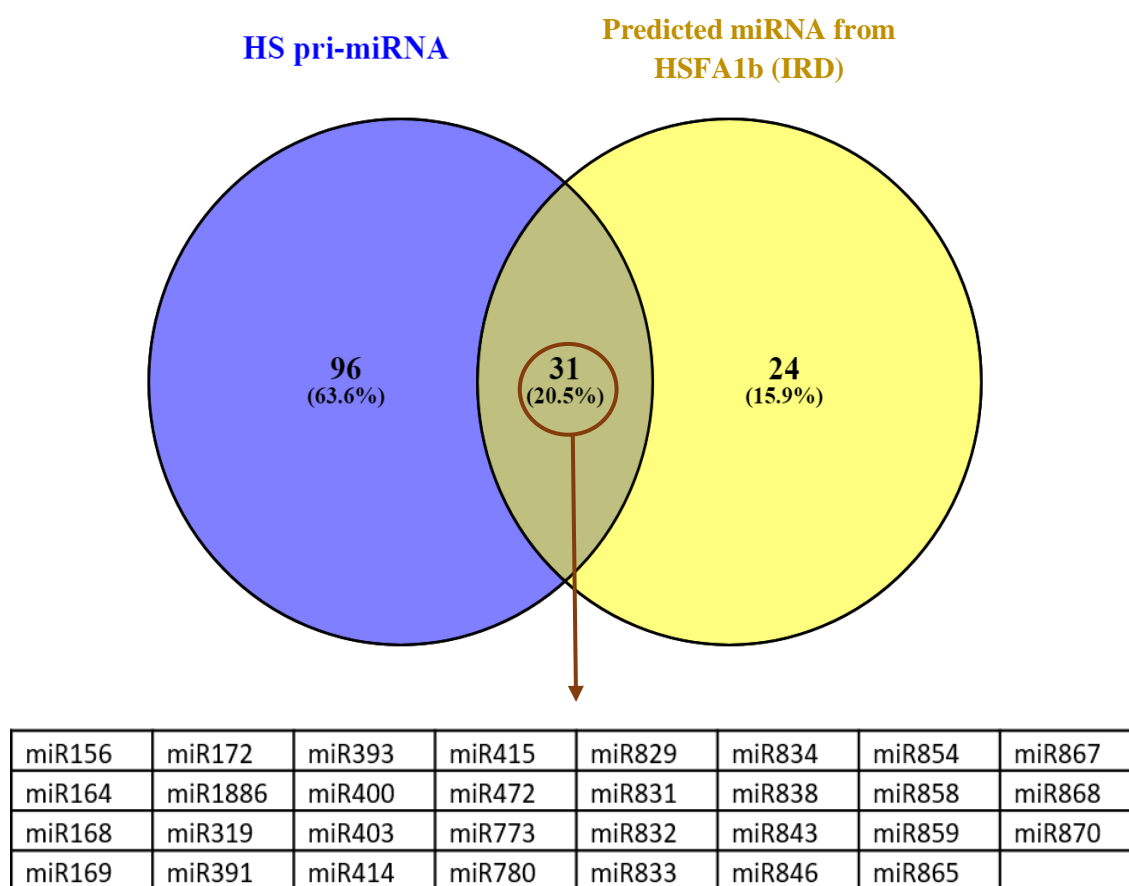 HS pri-miRNA
Predicted miRNA from
HSFA1b (IRD)
96
(63.6%)
31
(20.5%)
24
(15.9%)
miR156 miR172 miR393 miR415 miR829 miR834 miR854 miR867
miR164 miR1886 miR400 miR472 miR831 miR838 miR858 miR868
miR168 miR319 miR403 miR773 miR832 miR843 miR859 miR870
miR169 miR391 miR414 miR780 miR833 miR846 miR865